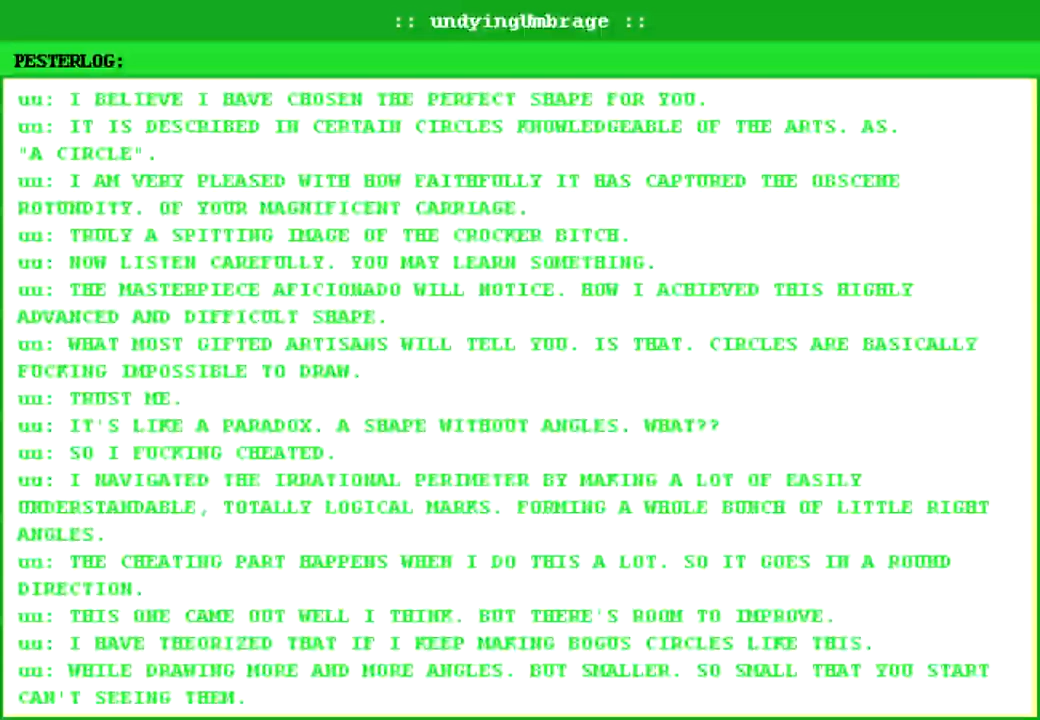 :: undyingUmbrage ::
PESTERLOG:
uu: I BELIEVE I HAVE CHOSEN THE PERFECT SHAPE FOR YOU.
uu: IT IS DESCRIBED IN CERTAIN CIRCLES KNOWLEDGEABLE OF THE ARTS. AS.
"A CIRCLE".
uu: I AM VERY PLEASED WITH HOW FAITHFULLY IT HAS CAPTURED THE OBSCENE
ROTUNDITY. OF YOUR MAGNIFICENT CARRIAGE.
uu: TRULY A SPITTING IMAGE OF THE CROCKER BITCH.
uu: NOW LISTEN CAREFULLY. YOU MAY LEARN SOMETHING.
uu: THE MASTERPIECE AFICIONADO WILL NOTICE. HOW I ACHIEVED THIS HIGHLY
ADVANCED AND DIFFICULT SHAPE.
uu: WHAT MOST GIFTED ARTISANS WILL TELL YOU. IS THAT. CIRCLES ARE BASICALLY
FUCKING IMPOSSIBLE TO DRAW.
uu: TRUST ME.
uu: IT'S LIKE A PARADOX. A SHAPE WITHOUT ANGLES. WHAT??
uu: SO I FUCKING CHEATED.
uu: I NAVIGATED THE IRRATIONAL PERIMETER BY MAKING A LOT OF EASILY
UNDERSTANDABLE, TOTALLY LOGICAL MARKS. FORMING A WHOLE BUNCH OF LITTLE RIGHT
ANGLES.
uu: THE CHEATING PART HAPPENS WHEN I DO THIS A LOT. SO IT GOES IN A ROUND
DIRECTION.
uu: THIS ONE CAME OUT WELL I THINK. BUT THERE'S ROOM TO IMPROVE.
uu: I HAVE THEORIZED THAT IF I KEEP MAKING BOGUS CIRCLES LIKE THIS.
uu: WHILE DRAWING MORE AND MORE ANGLES. BUT SMALLER. SO SMALL THAT YOU START
CAN'T SEEING THEM.